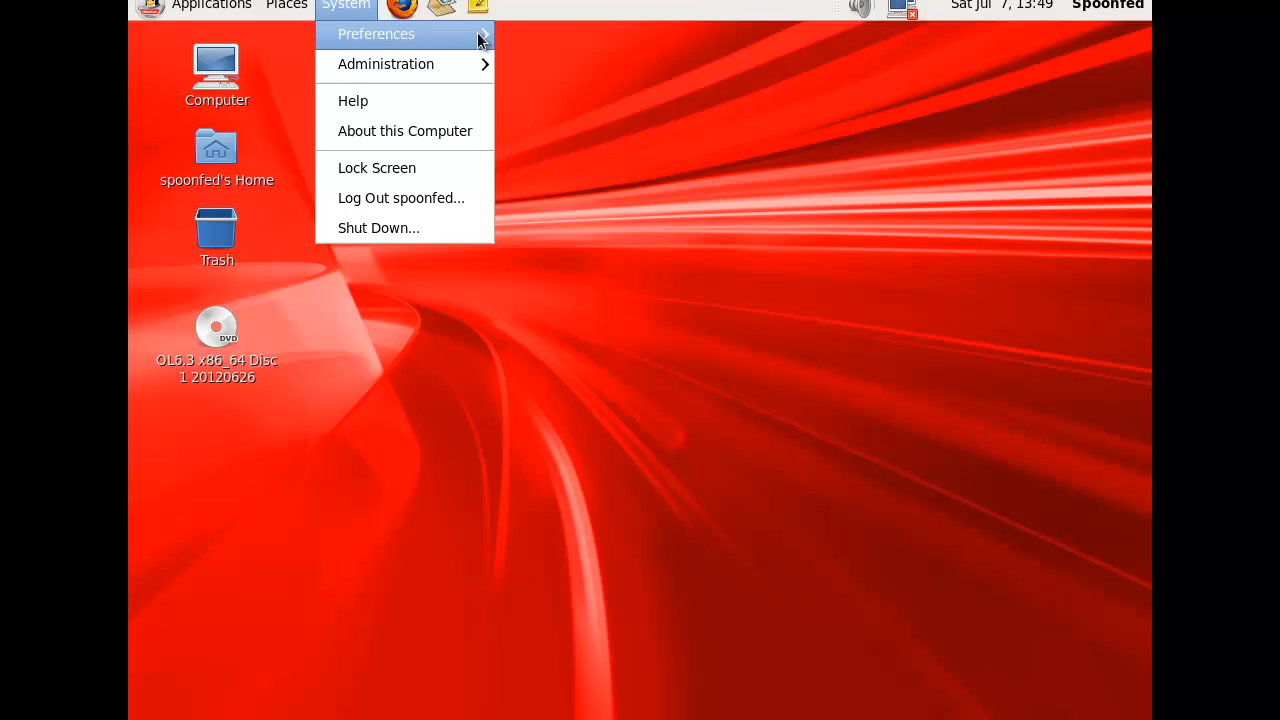 Applications Places System Sat Jul 7, 13:49 Spoonfed
Preferences
Administration
Help
About this Computer
Lock Screen
Log Out spoonfed...
Shut Down...
Computer
spoonfed's Home
Trash
DVD
OL6.3 x86_64 Disc
1 20120626